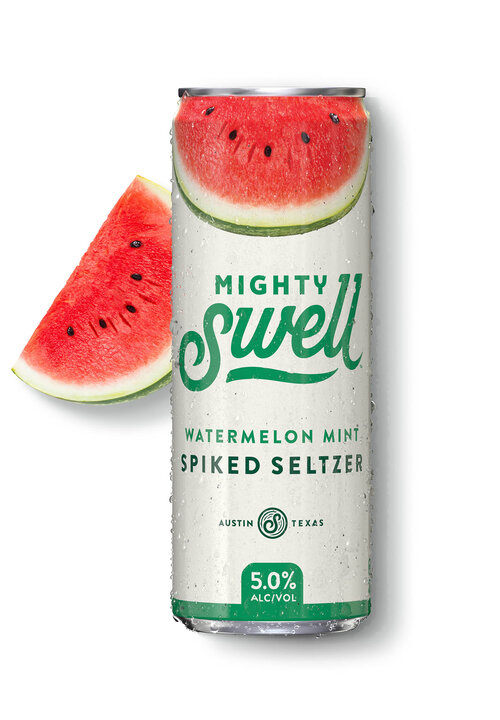 MIGHTY
Swell
WATERMELON MINT
SPIKED SELTZER
AUSTIN S TEXAS
5.0%
ALC/VOL